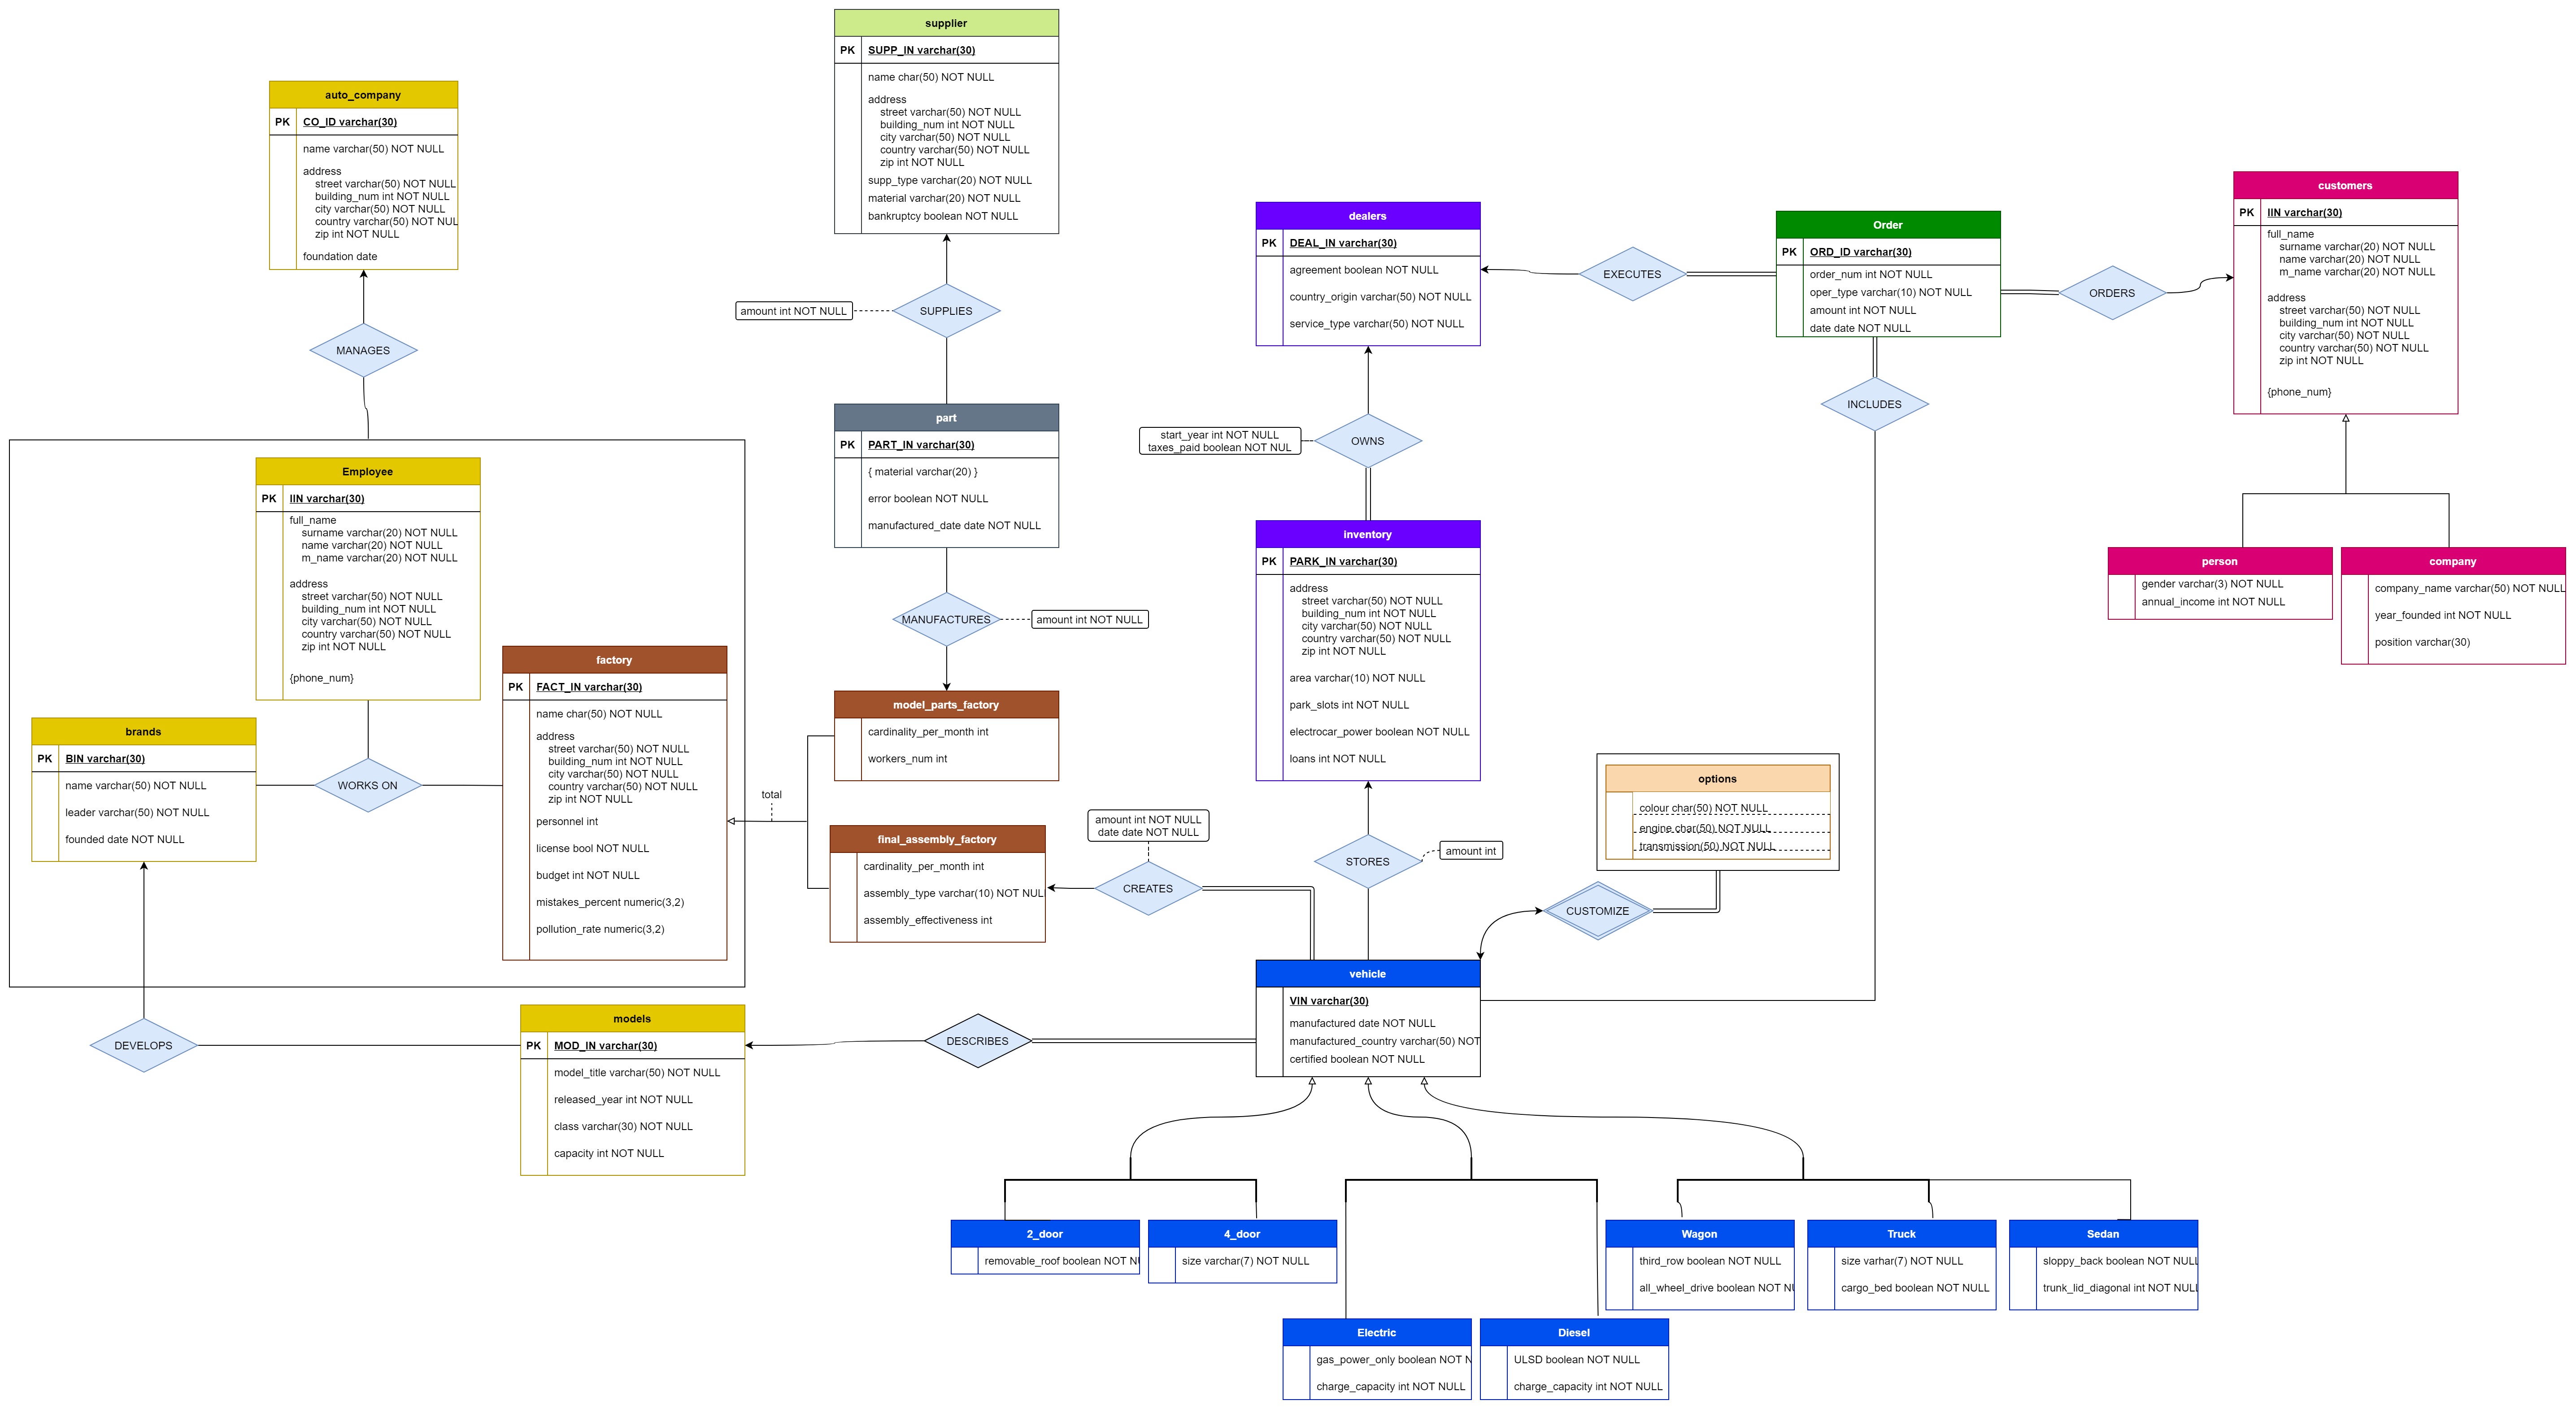 supplier
PK SUPP_IN varchar(30)
name char(50) NOT NULL
address
street varchar(50) NOT NULL
building_num int NOT NULL
city varchar(50) NOT NULL
country varchar(50) NOT NULL
zip int NOT NULL
supp_type varchar(20) NOT NULL
material varchar(20) NOT NULL
bankruptcy boolean NOT NULL
auto_company
PK CO_ID varchar(30)
name varchar(50) NOT NULL
address
street varchar(50) NOT NULL
building_num int NOT NULL
city varchar(50) NOT NULL
country varchar(50) NOT NUL
zip int NOT NULL
foundation date
MANAGES
amount int NOT NULL
SUPPLIES
dealers
PK DEAL_IN varchar(30)
agreement boolean NOT NULL
country_origin varchar(50) NOT NULL
service_type varchar(50) NOT NULL
EXECUTES
Order
PK ORD_ID varchar(30)
order_num int NOT NULL
oper_type varchar(10) NOT NULL
amount int NOT NULL
date date NOT NULL
ORDERS
customers
PK IIN varchar(30)
full_name
surname varchar(20) NOT NULL
name varchar(20) NOT NULL
m_name varchar(20) NOT NULL
address
street varchar(50) NOT NULL
building_num int NOT NULL
city varchar(50) NOT NULL
country varchar(50) NOT NULL
zip int NOT NULL
{phone_num}
INCLUDES
part
PK PART_IN varchar(30)
{ material varchar(20) }
error boolean NOT NULL
manufactured_date date NOT NULL
start_year int NOT NULL
taxes_paid boolean NOT NUL
OWNS
Employee
PK IIN varchar(30)
full_name
surname varchar(20) NOT NULL
name varchar(20) NOT NULL
m_name varchar(20) NOT NULL
address
street varchar(50) NOT NULL
building_num int NOT NULL
city varchar(50) NOT NULL
country varchar(50) NOT NULL
zip int NOT NULL
{phone_num}
inventory
PK PARK_IN varchar(30)
address
street varchar(50) NOT NULL
building_num int NOT NULL
city varchar(50) NOT NULL
country varchar(50) NOT NULL
zip int NOT NULL
area varchar(10) NOT NULL
park_slots int NOT NULL
electrocar_power boolean NOT NULL
loans int NOT NULL
person
gender varchar(3) NOT NULL
annual_income int NOT NULL
company
company_name varchar(50) NOT NULL
year_founded int NOT NULL
position varchar(30)
MANUFACTURES
amount int NOT NULL
factory
PK FACT_IN varchar(30)
name char(50) NOT NULL
address
street varchar(50) NOT NULL
building_num int NOT NULL
city varchar(50) NOT NULL
country varchar(50) NOT NULL
zip int NOT NULL
personnel int
license bool NOT NULL
budget int NOT NULL
mistakes_percent numeric(3,2)
pollution_rate numeric(3,2)
brands
PK BIN varchar(30)
name varchar(50) NOT NULL
leader varchar(50) NOT NULL
founded date NOT NULL
WORKS ON
model_parts_factory
cardinality_per_month int
workers_num int
total
final_assembly_factory
cardinality_per_month int
assembly_type varchar(10) NOT NUL
assembly_effectiveness int
amount int NOT NULL
date date NOT NULL
CREATES
STORES
amount int
options
colour char(50) NOT NULL
engine char(50) NOT NULL
transmission(50) NOT NULL
CUSTOMIZE
vehicle
VIN varchar(30)
manufactured date NOT NULL
manufactured_country varchar(50) NOT
certified boolean NOT NULL
DEVELOPS
models
PK MOD_IN varchar(30)
model_title varchar(50) NOT NULL
released_year int NOT NULL
class varchar(30) NOT NULL
capacity int NOT NULL
DESCRIBES
2_door
removable_roof boolean NOT NU
4_door
size varchar(7) NOT NULL
Wagon
third_row boolean NOT NULL
all_wheel_drive boolean NOT NU
Truck
size varhar(7) NOT NULL
cargo_bed boolean NOT NULL
Sedan
sloppy_back boolean NOT NULL
trunk_lid_diagonal int NOT NULL
Electric
gas_power_only boolean NOT N
charge_capacity int NOT NULL
Diesel
ULSD boolean NOT NULL
charge_capacity int NOT NULL